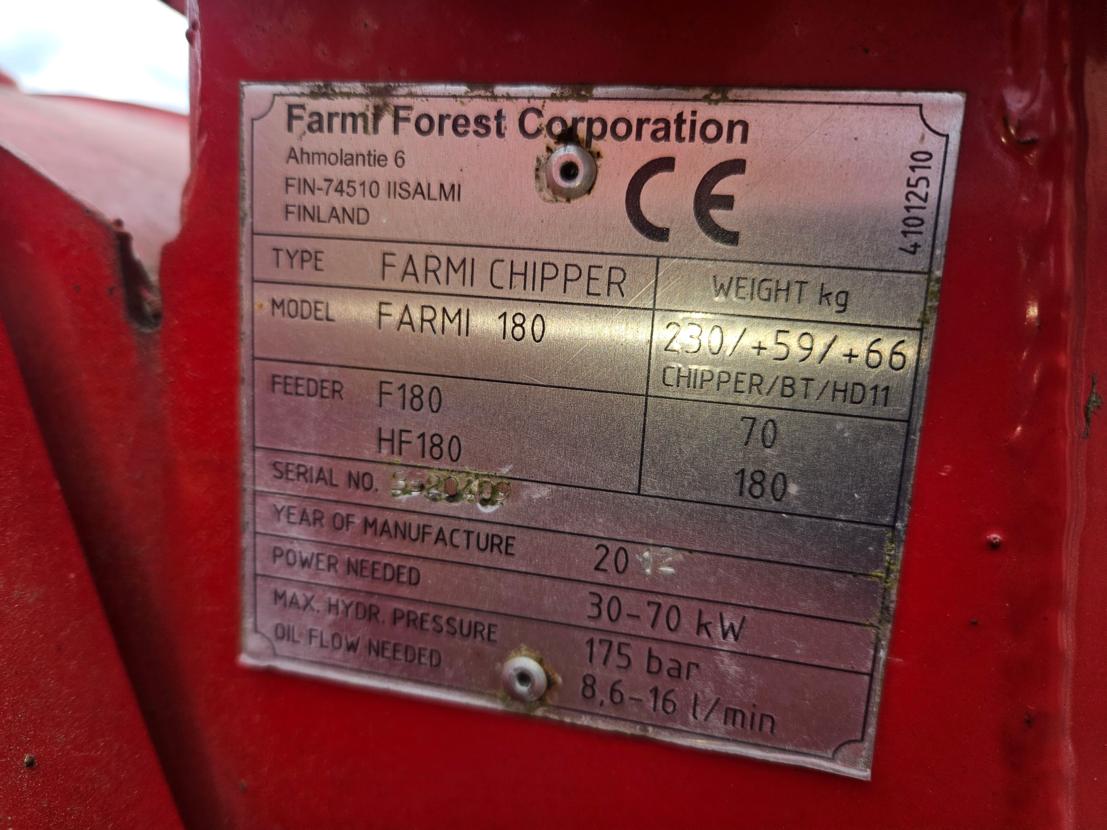 Farmi Forest Corporation
Ahmolantie 6
FIN-74510 IISALMI
FINLAND
CE
41012510
TYPE FARMI CHIPPER WEIGHT kg
MODEL FARMI 180 230/+59/+66
CHIPPER/BT/HD11
FEEDER F180 70
HF180 180
SERIAL NO.
YEAR OF MANUFACTURE 2012
POWER NEEDED 30-70 kW
MAX. HYDR. PRESSURE 175 bar
OIL FLOW NEEDED 8,6-16 l/min